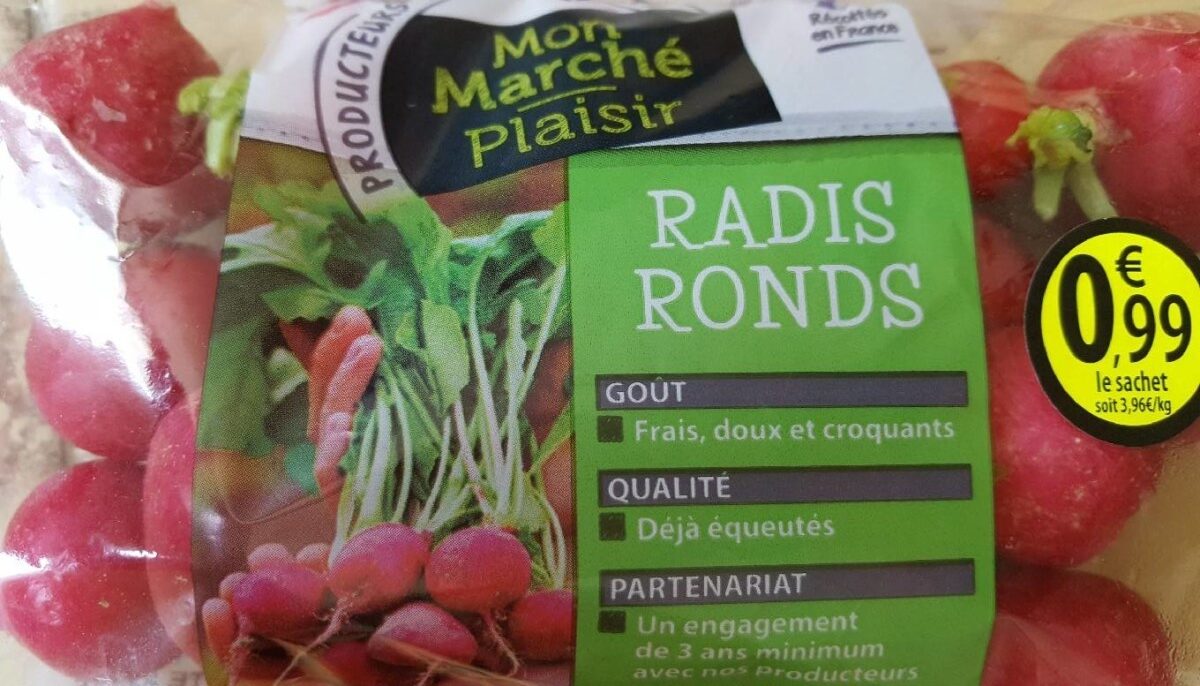 PRODUCTEURS
Mon
Marché
Plaisir
Récoltés
en France
RADIS
RONDS
0€,99
le sachet
soit 3,96€/kg
GOÛT
Frais, doux et croquants
QUALITÉ
Déjà équeutés
PARTENARIAT
Un engagement
de 3 ans minimum
avec nos Producteurs